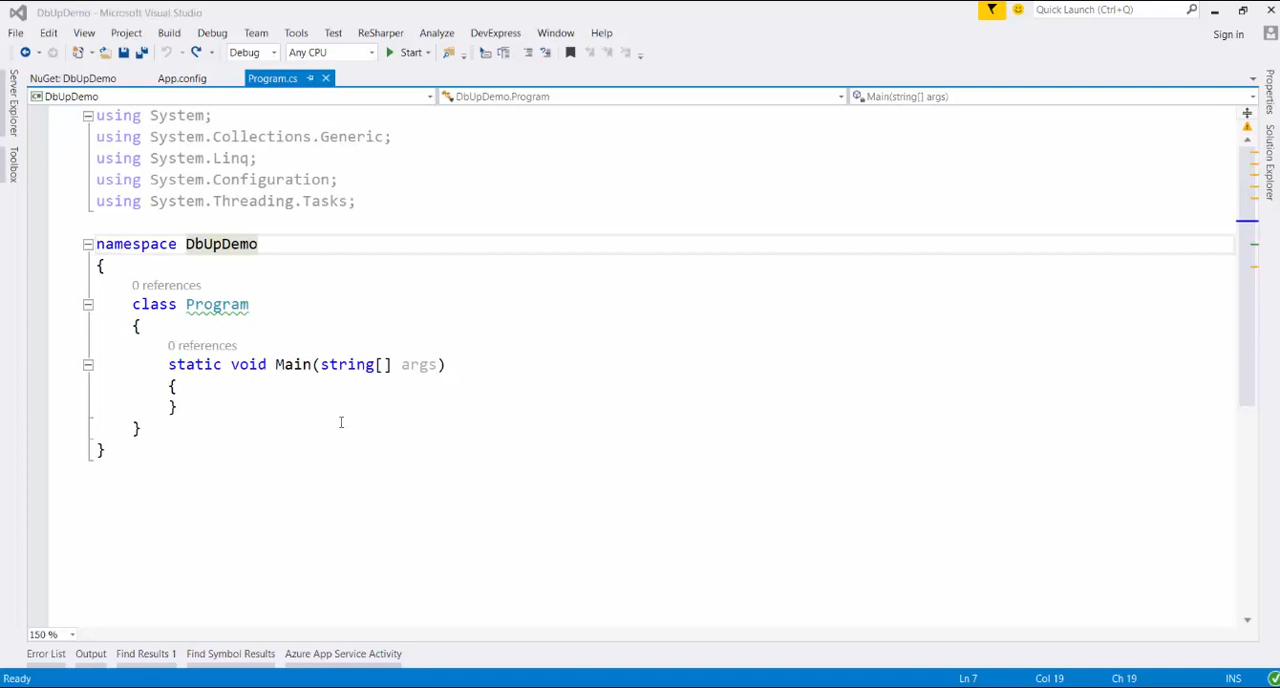 DbUpDemo - Microsoft Visual Studio
Quick Launch (Ctrl+Q)
File Edit View Project Build Debug Team Tools Test ReSharper Analyze DevExpress Window Help
Sign in
Debug Any CPU Start
NuGet: DbUpDemo App.config Program.cs
DbUpDemo DbUpDemo.Program Main(string[] args)
Server Explorer
Toolbox
Properties
Solution Explorer
using System;
using System.Collections.Generic;
using System.Linq;
using System.Configuration;
using System.Threading.Tasks;
namespace DbUpDemo
{
0 references
class Program
{
0 references
static void Main(string[] args)
{
}
}
}
150 %
Error List Output Find Results 1 Find Symbol Results Azure App Service Activity
Ready Ln 7 Col 19 Ch 19 INS